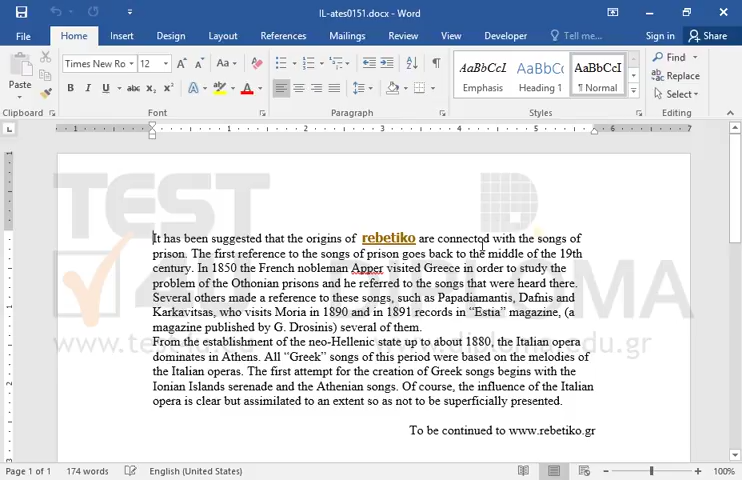 IL-ates0151.docx - Word
File Home Insert Design Layout References Mailings Review View Developer Tell me... Sign in Share
Paste
Times New Ro 12
Find
Replace
Select
AaBbCcI AaBbCc AaBbCcI
Emphasis Heading 1 ¶ Normal
Clipboard Font Paragraph Styles Editing
1 1 2 3 4 5 6 7
TEST DIPLOMA
It has been suggested that the origins of rebetiko are connected with the songs of
prison. The first reference to the songs of prison goes back to the middle of the 19th
century. In 1850 the French nobleman Apper visited Greece in order to study the
problem of the Othonian prisons and he referred to the songs that were heard there.
Several others made a reference to these songs, such as Papadiamantis, Dafnis and
Karkavitsas, who visits Moria in 1890 and in 1891 records in “Estia” magazine, (a
magazine published by G. Drosinis) several of them.
From the establishment of the neo-Hellenic state up to about 1880, the Italian opera
dominates in Athens. All “Greek” songs of this period were based on the melodies of
the Italian operas. The first attempt for the creation of Greek songs begins with the
Ionian Islands serenade and the Athenian songs. Of course, the influence of the Italian
opera is clear but assimilated to an extent so as not to be superficially presented.
To be continued to www.rebetiko.gr
Page 1 of 1 174 words English (United States) 100%